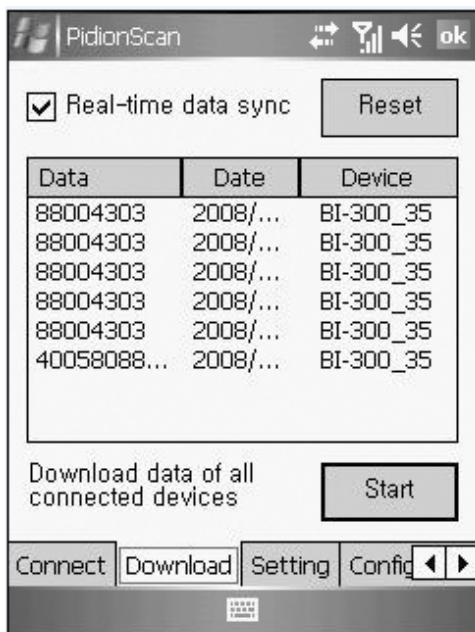 PidionScan ok
Real-time data sync Reset
Data Date Device
88004303 2008/... BI-300_35
88004303 2008/... BI-300_35
88004303 2008/... BI-300_35
88004303 2008/... BI-300_35
88004303 2008/... BI-300_35
40058088... 2008/... BI-300_35
Download data of all
connected devices
Start
Connect Download Setting Config